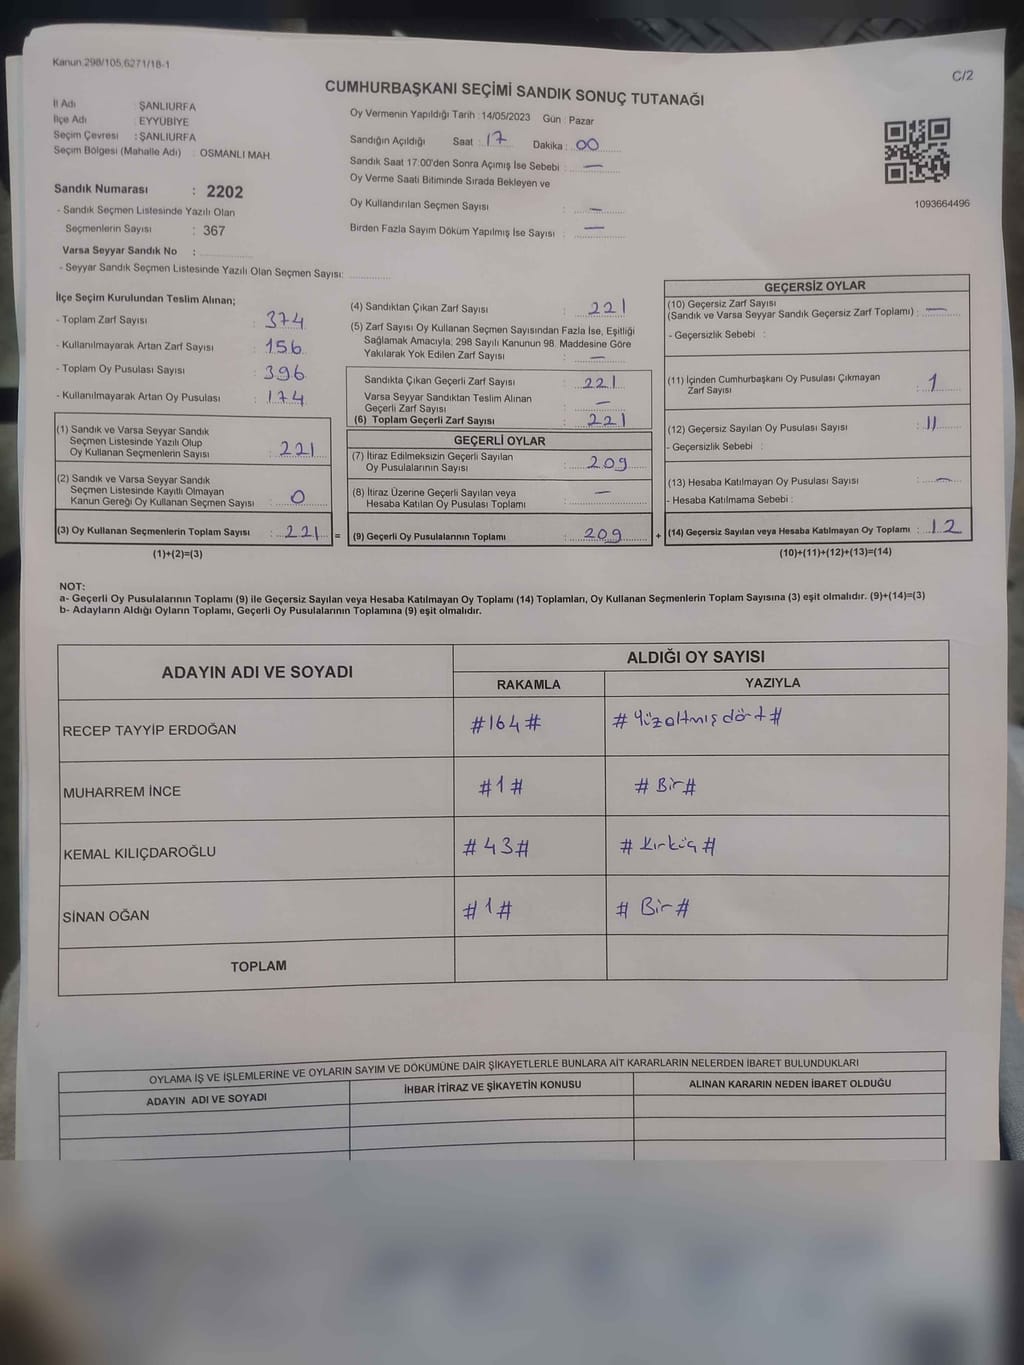 Kanun.298/105,6271/18-1
C/2
CUMHURBAŞKANI SEÇİMİ SANDIK SONUÇ TUTANAĞI
İl Adı : ŞANLIURFA
İlçe Adı : EYYÜBİYE
Seçim Çevresi : ŞANLIURFA
Seçim Bölgesi (Mahalle Adı) : OSMANLI MAH
Sandık Numarası : 2202
- Sandık Seçmen Listesinde Yazılı Olan
Seçmenlerin Sayısı : 367
Varsa Seyyar Sandık No :
- Seyyar Sandık Seçmen Listesinde Yazılı Olan Seçmen Sayısı:
Oy Vermenin Yapıldığı Tarih : 14/05/2023 Gün : Pazar
Sandığın Açıldığı Saat : 17 Dakika : 00
Sandık Saat 17:00'den Sonra Açımış İse Sebebi : —
Oy Verme Saati Bitiminde Sırada Bekleyen ve
Oy Kullandırılan Seçmen Sayısı : —
Birden Fazla Sayım Döküm Yapılmış İse Sayısı : —
1093664496
İlçe Seçim Kurulundan Teslim Alınan;
- Toplam Zarf Sayısı : 374
- Kullanılmayarak Artan Zarf Sayısı : 156
- Toplam Oy Pusulası Sayısı : 396
- Kullanılmayarak Artan Oy Pusulası : 174
(1) Sandık ve Varsa Seyyar Sandık
Seçmen Listesinde Yazılı Olup
Oy Kullanan Seçmenlerin Sayısı : 221
(2) Sandık ve Varsa Seyyar Sandık
Seçmen Listesinde Kayıtlı Olmayan
Kanun Gereği Oy Kullanan Seçmen Sayısı : 0
(3) Oy Kullanan Seçmenlerin Toplam Sayısı : 221 =
(1)+(2)=(3)
(4) Sandıktan Çıkan Zarf Sayısı : 221
(5) Zarf Sayısı Oy Kullanan Seçmen Sayısından Fazla İse, Eşitliği
Sağlamak Amacıyla, 298 Sayılı Kanunun 98. Maddesine Göre
Yakılarak Yok Edilen Zarf Sayısı : —
Sandıkta Çıkan Geçerli Zarf Sayısı : 221
Varsa Seyyar Sandıktan Teslim Alınan
Geçerli Zarf Sayısı : —
(6) Toplam Geçerli Zarf Sayısı : 221
GEÇERLİ OYLAR
(7) İtiraz Edilmeksizin Geçerli Sayılan
Oy Pusulalarının Sayısı : 209
(8) İtiraz Üzerine Geçerli Sayılan veya
Hesaba Katılan Oy Pusulası Toplamı : —
(9) Geçerli Oy Pusulalarının Toplamı : 209 +
GEÇERSİZ OYLAR
(10) Geçersiz Zarf Sayısı
(Sandık ve Varsa Seyyar Sandık Geçersiz Zarf Toplamı) : —
- Geçersizlik Sebebi :
(11) İçinden Cumhurbaşkanı Oy Pusulası Çıkmayan
Zarf Sayısı : 1
(12) Geçersiz Sayılan Oy Pusulası Sayısı : 11
- Geçersizlik Sebebi :
(13) Hesaba Katılmayan Oy Pusulası Sayısı : —
- Hesaba Katılmama Sebebi :
(14) Geçersiz Sayılan veya Hesaba Katılmayan Oy Toplamı : 12
(10)+(11)+(12)+(13)=(14)
NOT:
a- Geçerli Oy Pusulalarının Toplamı (9) ile Geçersiz Sayılan veya Hesaba Katılmayan Oy Toplamı (14) Toplamları, Oy Kullanan Seçmenlerin Toplam Sayısına (3) eşit olmalıdır. (9)+(14)=(3)
b- Adayların Aldığı Oyların Toplamı, Geçerli Oy Pusulalarının Toplamına (9) eşit olmalıdır.
ADAYIN ADI VE SOYADI
ALDIĞI OY SAYISI
RAKAMLA YAZIYLA
RECEP TAYYİP ERDOĞAN #164# #Yüzaltmışdört#
MUHARREM İNCE #1# #Bir#
KEMAL KILIÇDAROĞLU #43# #Kırküç#
SİNAN OĞAN #1# #Bir#
TOPLAM
OYLAMA İŞ VE İŞLEMLERİNE VE OYLARIN SAYIM VE DÖKÜMÜNE DAİR ŞİKAYETLERLE BUNLARA AİT KARARLARIN NELERDEN İBARET BULUNDUKLARI
ADAYIN ADI VE SOYADI İHBAR İTİRAZ VE ŞİKAYETİN KONUSU ALINAN KARARIN NEDEN İBARET OLDUĞU